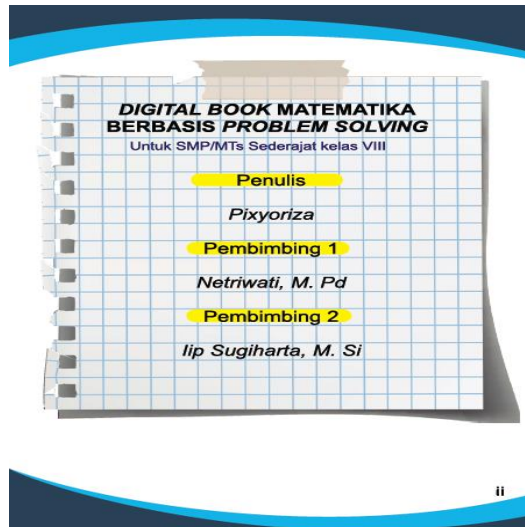 DIGITAL BOOK MATEMATIKA
BERBASIS PROBLEM SOLVING
Untuk SMP/MTs Sederajat kelas VIII
Penulis
Pixyoriza
Pembimbing 1
Netriwati, M. Pd
Pembimbing 2
Iip Sugiharta, M. Si
ii